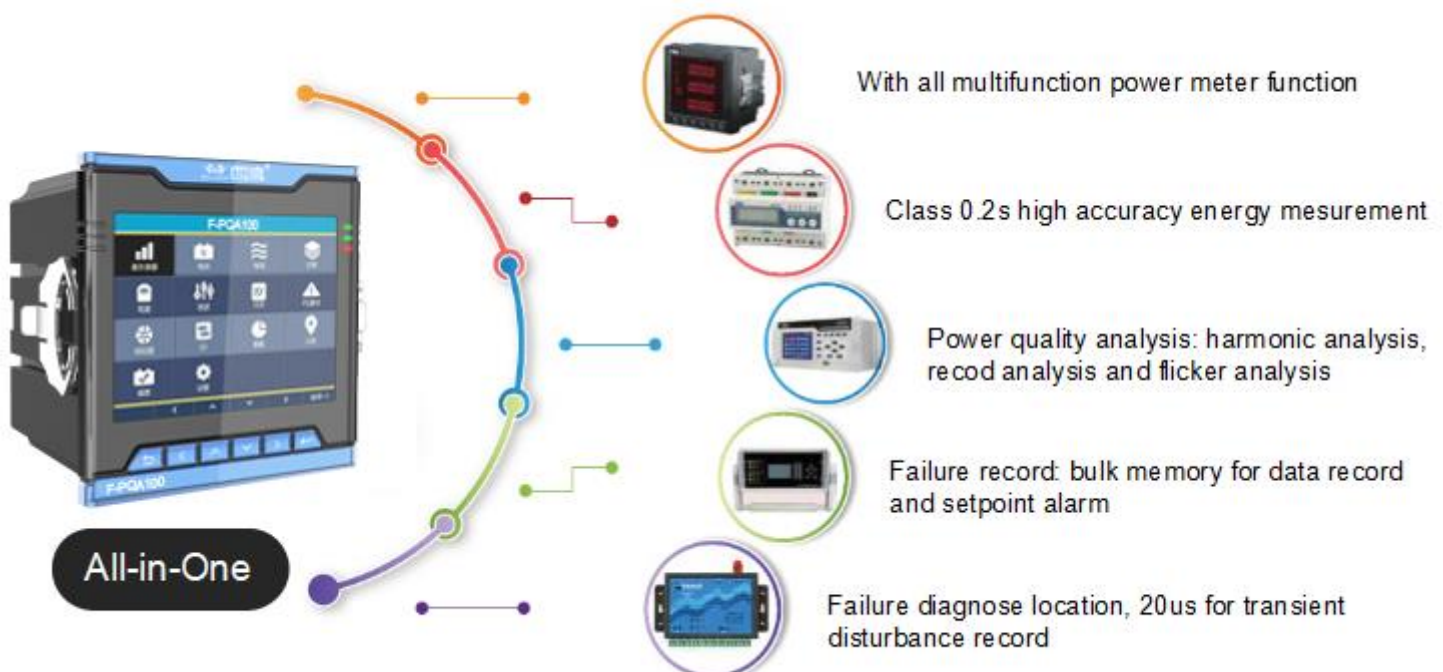 With all multifunction power meter function
F-PQA100
Class 0.2s high accuracy energy mesurement
Power quality analysis: harmonic analysis,
recod analysis and flicker analysis
Failure record: bulk memory for data record
and setpoint alarm
F-PQA100
All-in-One
Failure diagnose location, 20us for transient
disturbance record